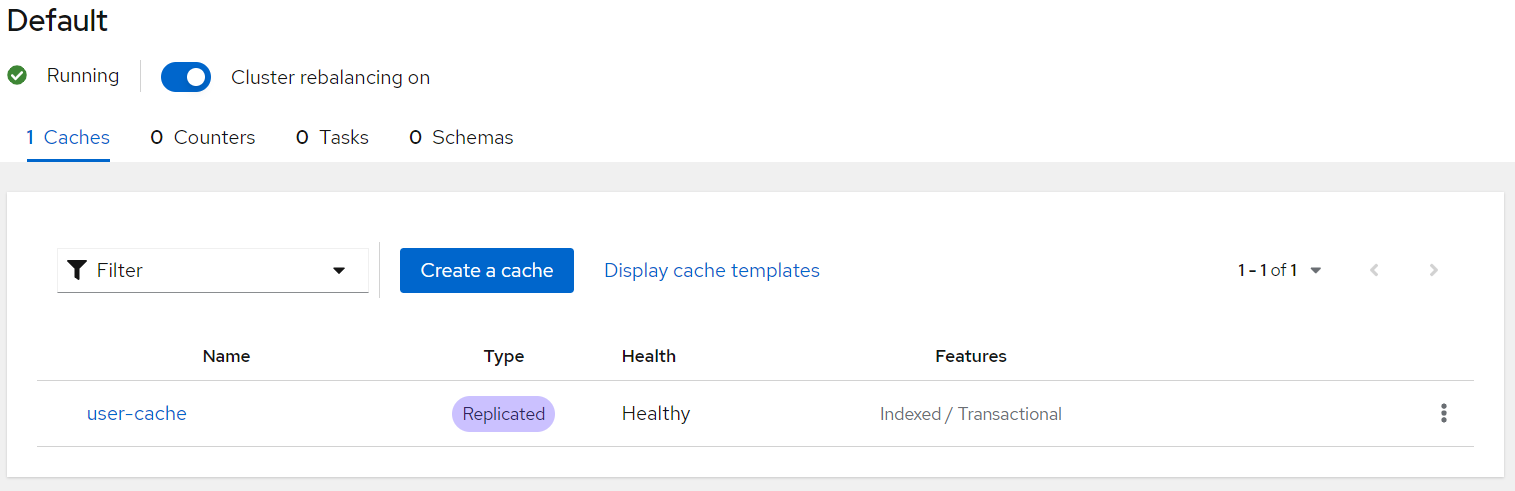 Default
Running Cluster rebalancing on
1 Caches 0 Counters 0 Tasks 0 Schemas
Filter Create a cache Display cache templates 1 - 1 of 1
Name Type Health Features
user-cache Replicated Healthy Indexed / Transactional